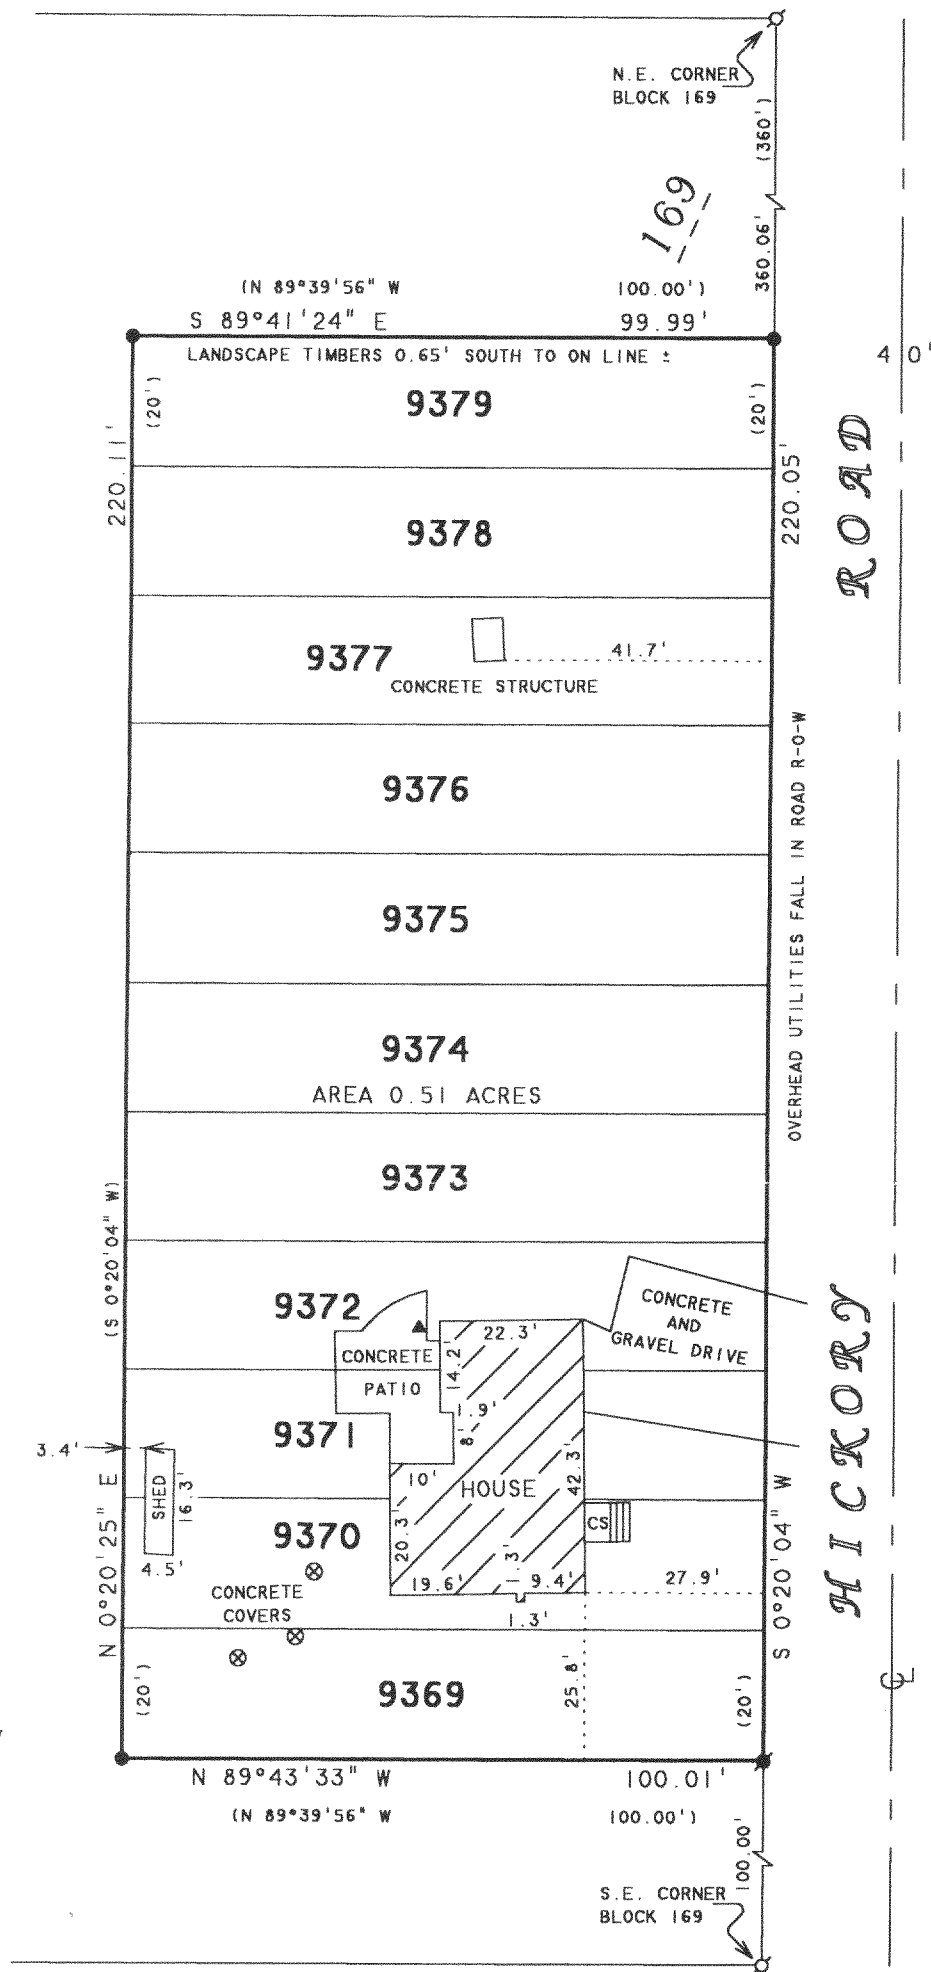 N.E. CORNER
BLOCK 169
(360')
360.06'
169
(N 89°39'56" W 100.00')
S 89°41'24" E 99.99'
LANDSCAPE TIMBERS 0.65' SOUTH TO ON LINE ±
40'
(20')
(20')
9379
220.11'
220.05'
9378
ROAD
9377
41.7'
CONCRETE STRUCTURE
9376
OVERHEAD UTILITIES FALL IN ROAD R-O-W
9375
9374
AREA 0.51 ACRES
9373
(S 0°20'04" W)
9372
CONCRETE
AND
GRAVEL DRIVE
22.3'
CONCRETE
PATIO
14.2'
1.9'
8'
9371
3.4'
10'
HOUSE
42.3'
SHED
16.3'
4.5'
N 0°20'25" E
9370
20.3'
CS
HICKORY
S 0°20'04" W
19.6'
1.3'
9.4'
27.9'
1.3'
CONCRETE
COVERS
(20')
9369
25.8'
(20')
CL
N 89°43'33" W 100.01'
(N 89°39'56" W 100.00')
100.00'
S.E. CORNER
BLOCK 169